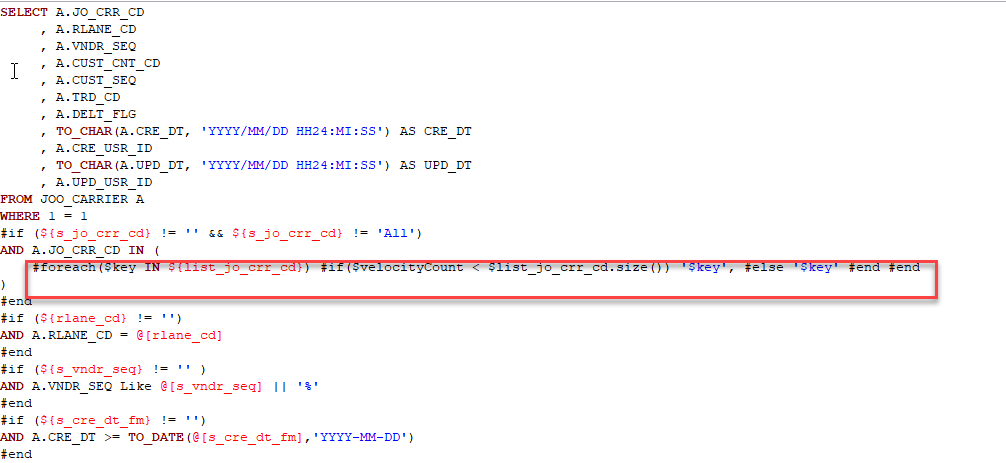 SELECT A.JO_CRR_CD
, A.RLANE_CD
, A.VNDR_SEQ
, A.CUST_CNT_CD
, A.CUST_SEQ
, A.TRD_CD
, A.DELT_FLG
, TO_CHAR(A.CRE_DT, 'YYYY/MM/DD HH24:MI:SS') AS CRE_DT
, A.CRE_USR_ID
, TO_CHAR(A.UPD_DT, 'YYYY/MM/DD HH24:MI:SS') AS UPD_DT
, A.UPD_USR_ID
FROM JOO_CARRIER A
WHERE 1 = 1
#if (${s_jo_crr_cd} != '' && ${s_jo_crr_cd} != 'All')
AND A.JO_CRR_CD IN (
#foreach($key IN ${list_jo_crr_cd}) #if($velocityCount < $list_jo_crr_cd.size()) '$key', #else '$key' #end #end
)
#end
#if (${rlane_cd} != '')
AND A.RLANE_CD = @[rlane_cd]
#end
#if (${s_vndr_seq} != '' )
AND A.VNDR_SEQ Like @[s_vndr_seq] || '%'
#end
#if (${s_cre_dt_fm} != '')
AND A.CRE_DT >= TO_DATE(@[s_cre_dt_fm],'YYYY-MM-DD')
#end